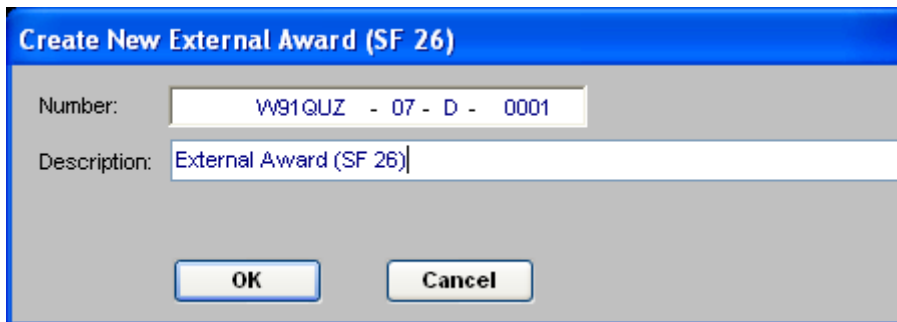 Create New External Award (SF 26)
Number: W91QUZ - 07 - D - 0001
Description: External Award (SF 26)
OK Cancel